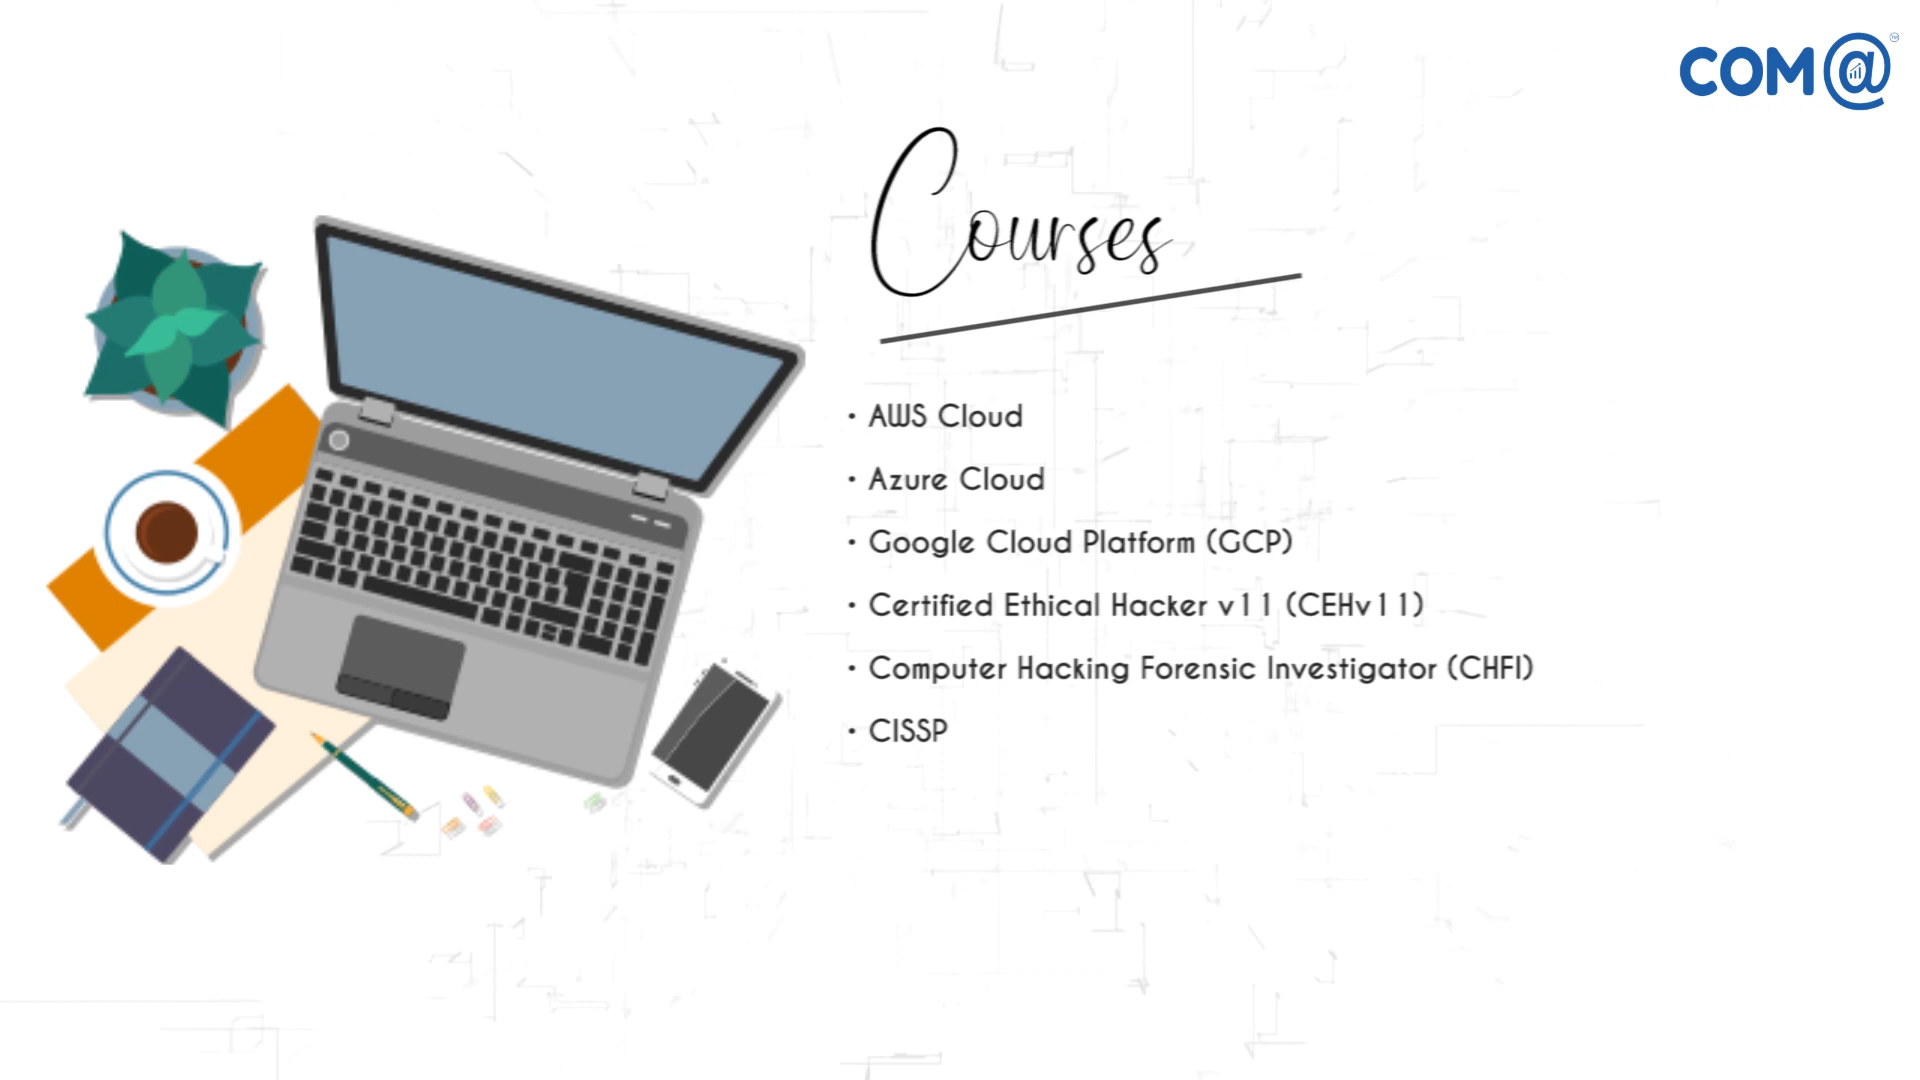 COM@
TM
Courses
• AWS Cloud
• Azure Cloud
• Google Cloud Platform (GCP)
• Certified Ethical Hacker v11 (CEHv11)
• Computer Hacking Forensic Investigator (CHFI)
• CISSP